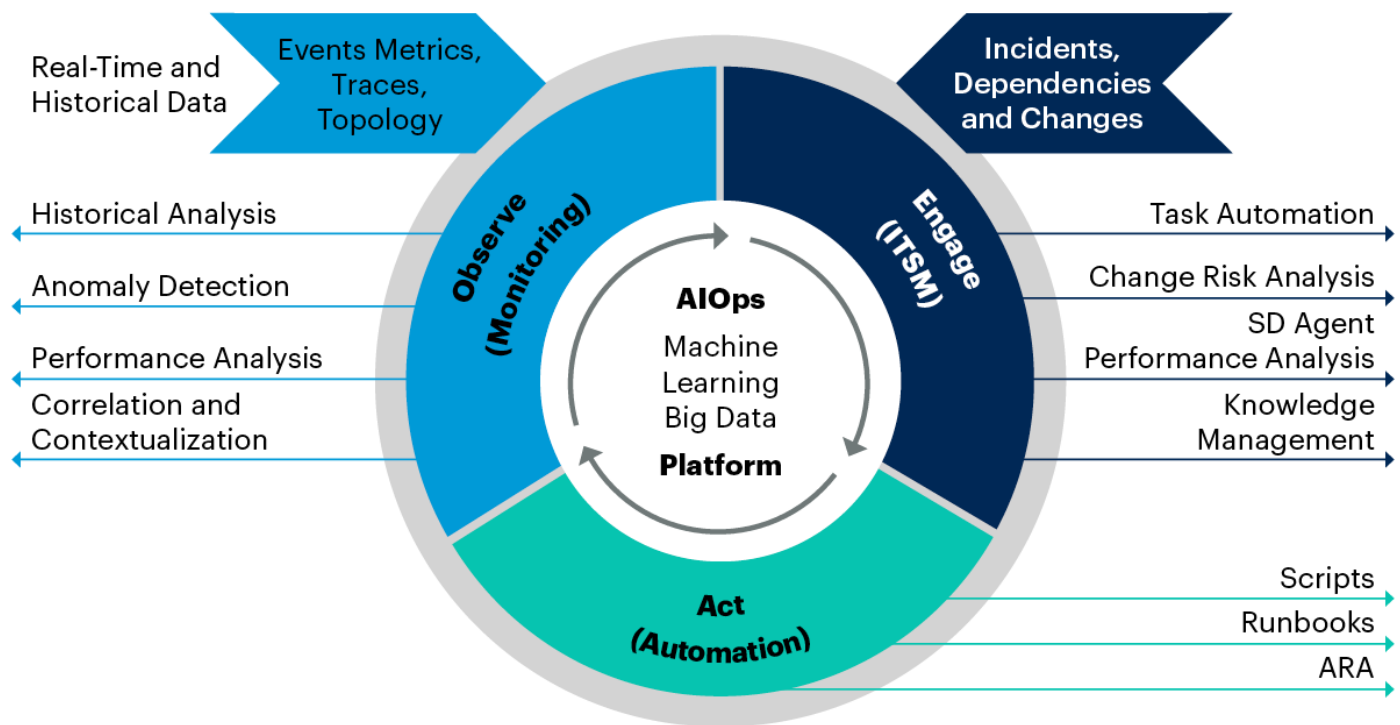 Real-Time and
Historical Data
Events Metrics,
Traces,
Topology
Incidents,
Dependencies
and Changes
Historical Analysis
Anomaly Detection
Performance Analysis
Correlation and
Contextualization
Observe
(Monitoring)
Engage
(ITSM)
AIOps
Machine
Learning
Big Data
Platform
Act
(Automation)
Task Automation
Change Risk Analysis
SD Agent
Performance Analysis
Knowledge
Management
Scripts
Runbooks
ARA